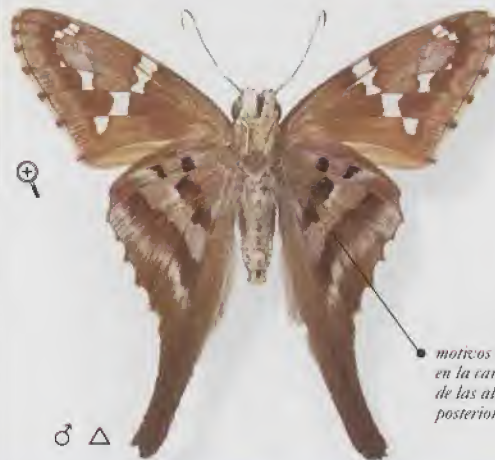 motivos
en la car
de las al
posterior